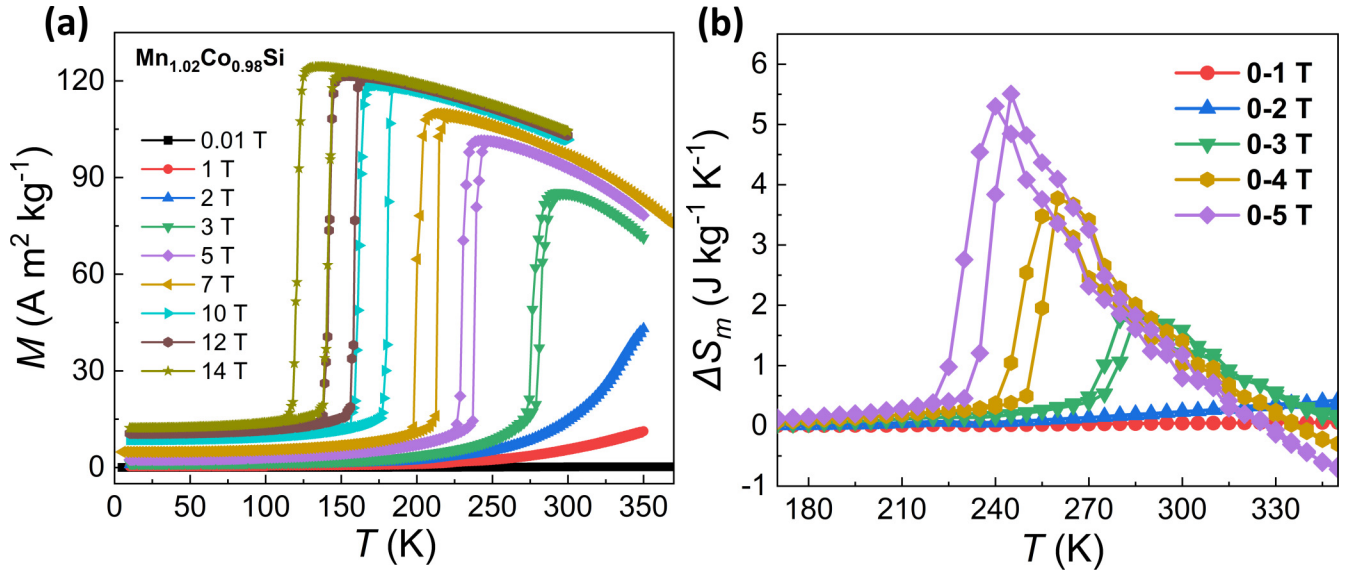 (a)
Mn1.02Co0.98Si
0.01 T
1 T
2 T
3 T
5 T
7 T
10 T
12 T
14 T
M (A m² kg⁻¹)
120
90
60
30
0
0 50 100 150 200 250 300 350
T (K)
(b)
0-1 T
0-2 T
0-3 T
0-4 T
0-5 T
ΔSm (J kg⁻¹ K⁻¹)
6
5
4
3
2
1
0
-1
180 210 240 270 300 330
T (K)